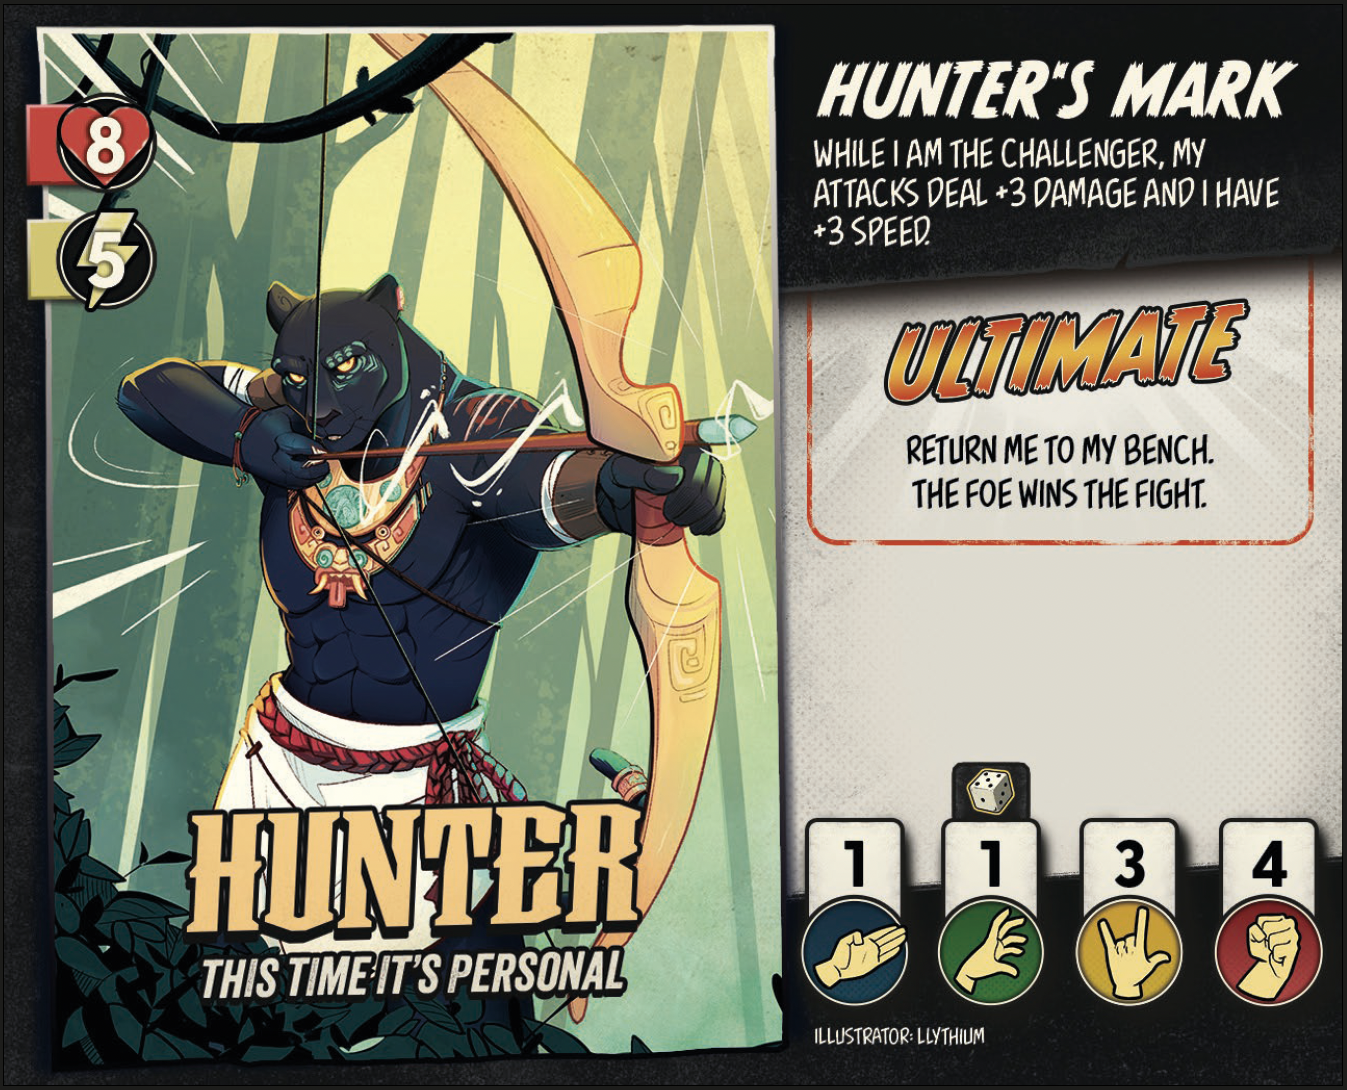 8
5
HUNTER
THIS TIME IT'S PERSONAL
HUNTER'S MARK
WHILE I AM THE CHALLENGER, MY
ATTACKS DEAL +3 DAMAGE AND I HAVE
+3 SPEED.
ULTIMATE
RETURN ME TO MY BENCH.
THE FOE WINS THE FIGHT.
1
1
3
4
ILLUSTRATOR: LLYTHIUM